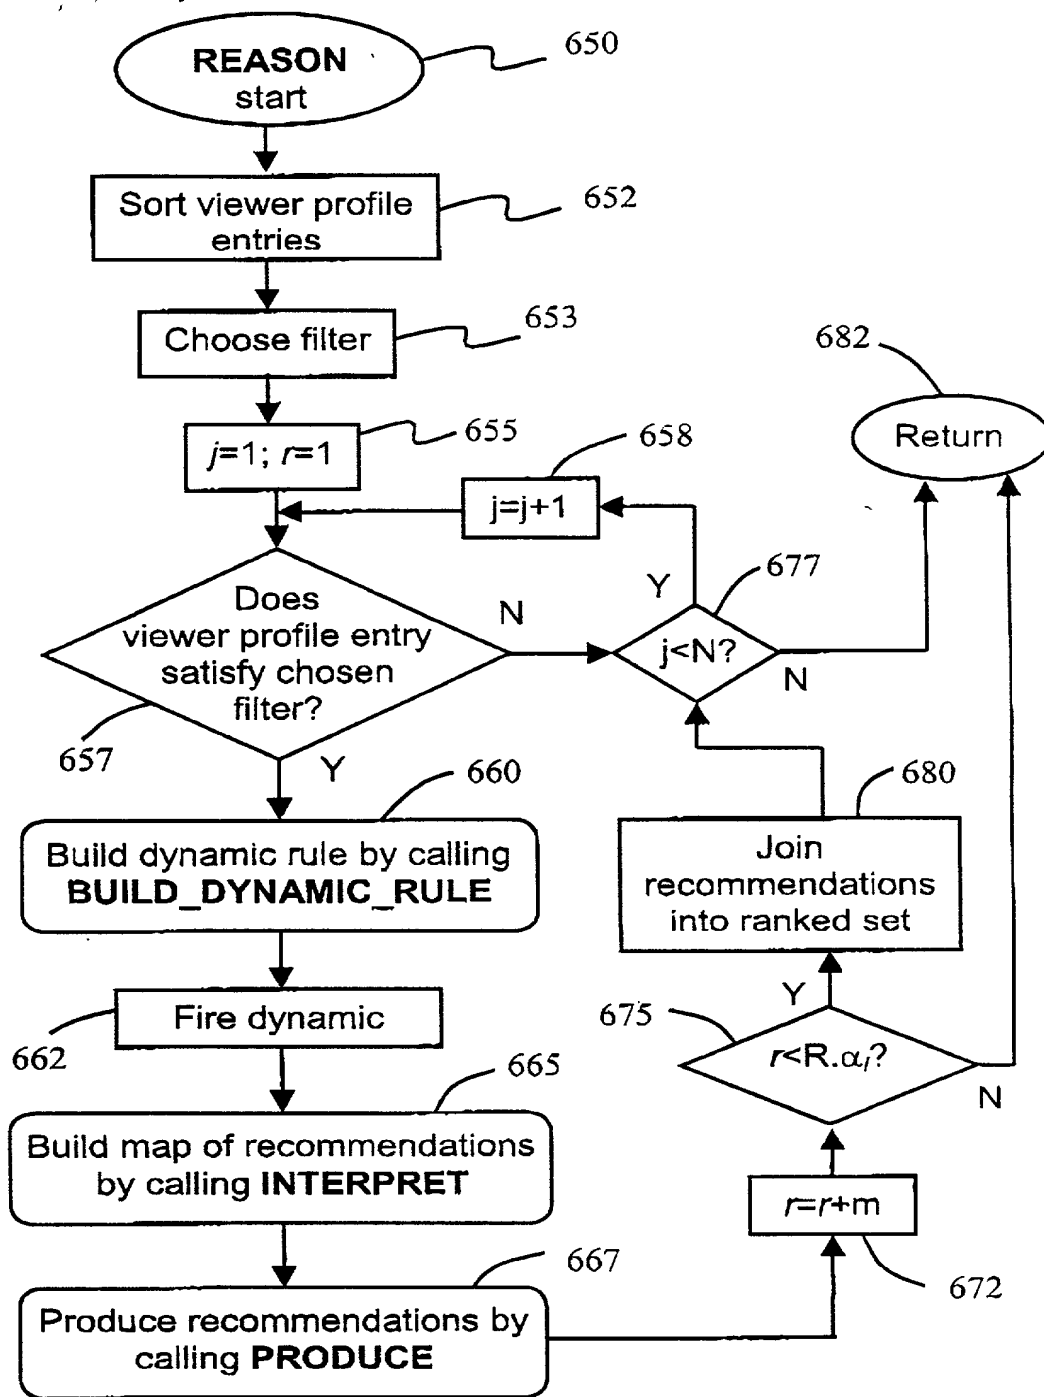 REASON
start
650
Sort viewer profile
entries
652
Choose filter
653
682
Return
j=1; r=1
655
658
j=j+1
Does
viewer profile entry
satisfy chosen
filter?
657
N
Y
677
j<N?
N
Y
660
Build dynamic rule by calling
BUILD_DYNAMIC_RULE
680
Join
recommendations
into ranked set
Fire dynamic
662
Y
675
r<R.αi?
N
665
Build map of recommendations
by calling INTERPRET
r=r+m
672
667
Produce recommendations by
calling PRODUCE